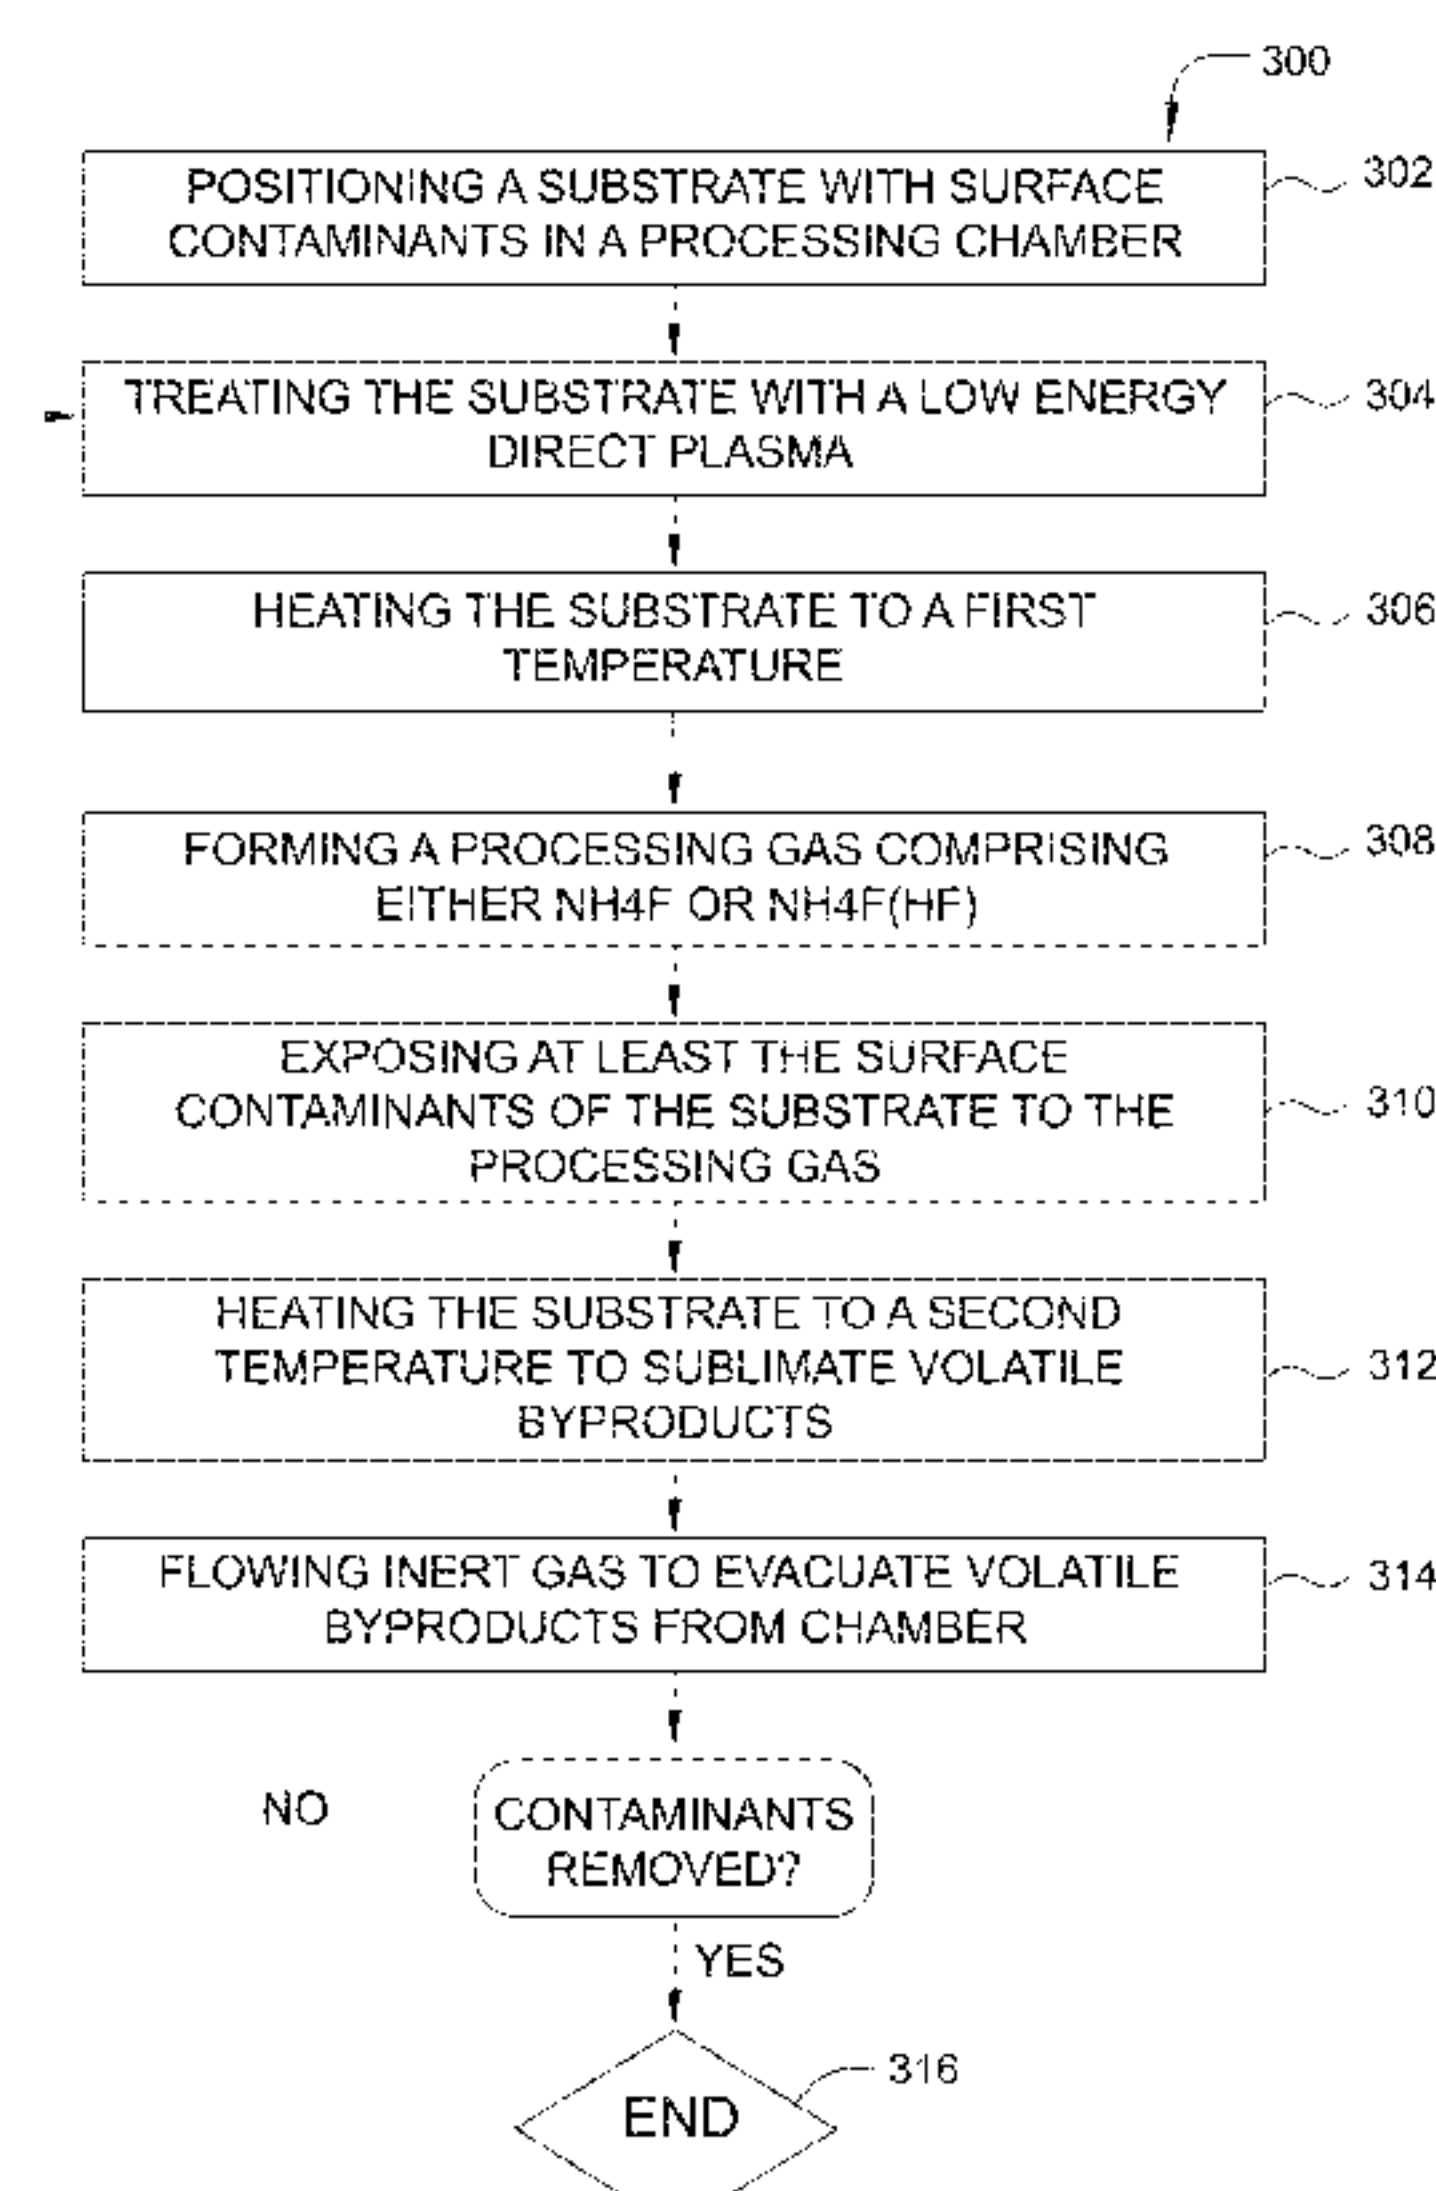 300
POSITIONING A SUBSTRATE WITH SURFACE
CONTAMINANTS IN A PROCESSING CHAMBER
302
TREATING THE SUBSTRATE WITH A LOW ENERGY
DIRECT PLASMA
304
HEATING THE SUBSTRATE TO A FIRST
TEMPERATURE
306
FORMING A PROCESSING GAS COMPRISING
EITHER NH4F OR NH4F(HF)
308
EXPOSING AT LEAST THE SURFACE
CONTAMINANTS OF THE SUBSTRATE TO THE
PROCESSING GAS
310
HEATING THE SUBSTRATE TO A SECOND
TEMPERATURE TO SUBLIMATE VOLATILE
BYPRODUCTS
312
FLOWING INERT GAS TO EVACUATE VOLATILE
BYPRODUCTS FROM CHAMBER
314
NO
CONTAMINANTS
REMOVED?
YES
END
316